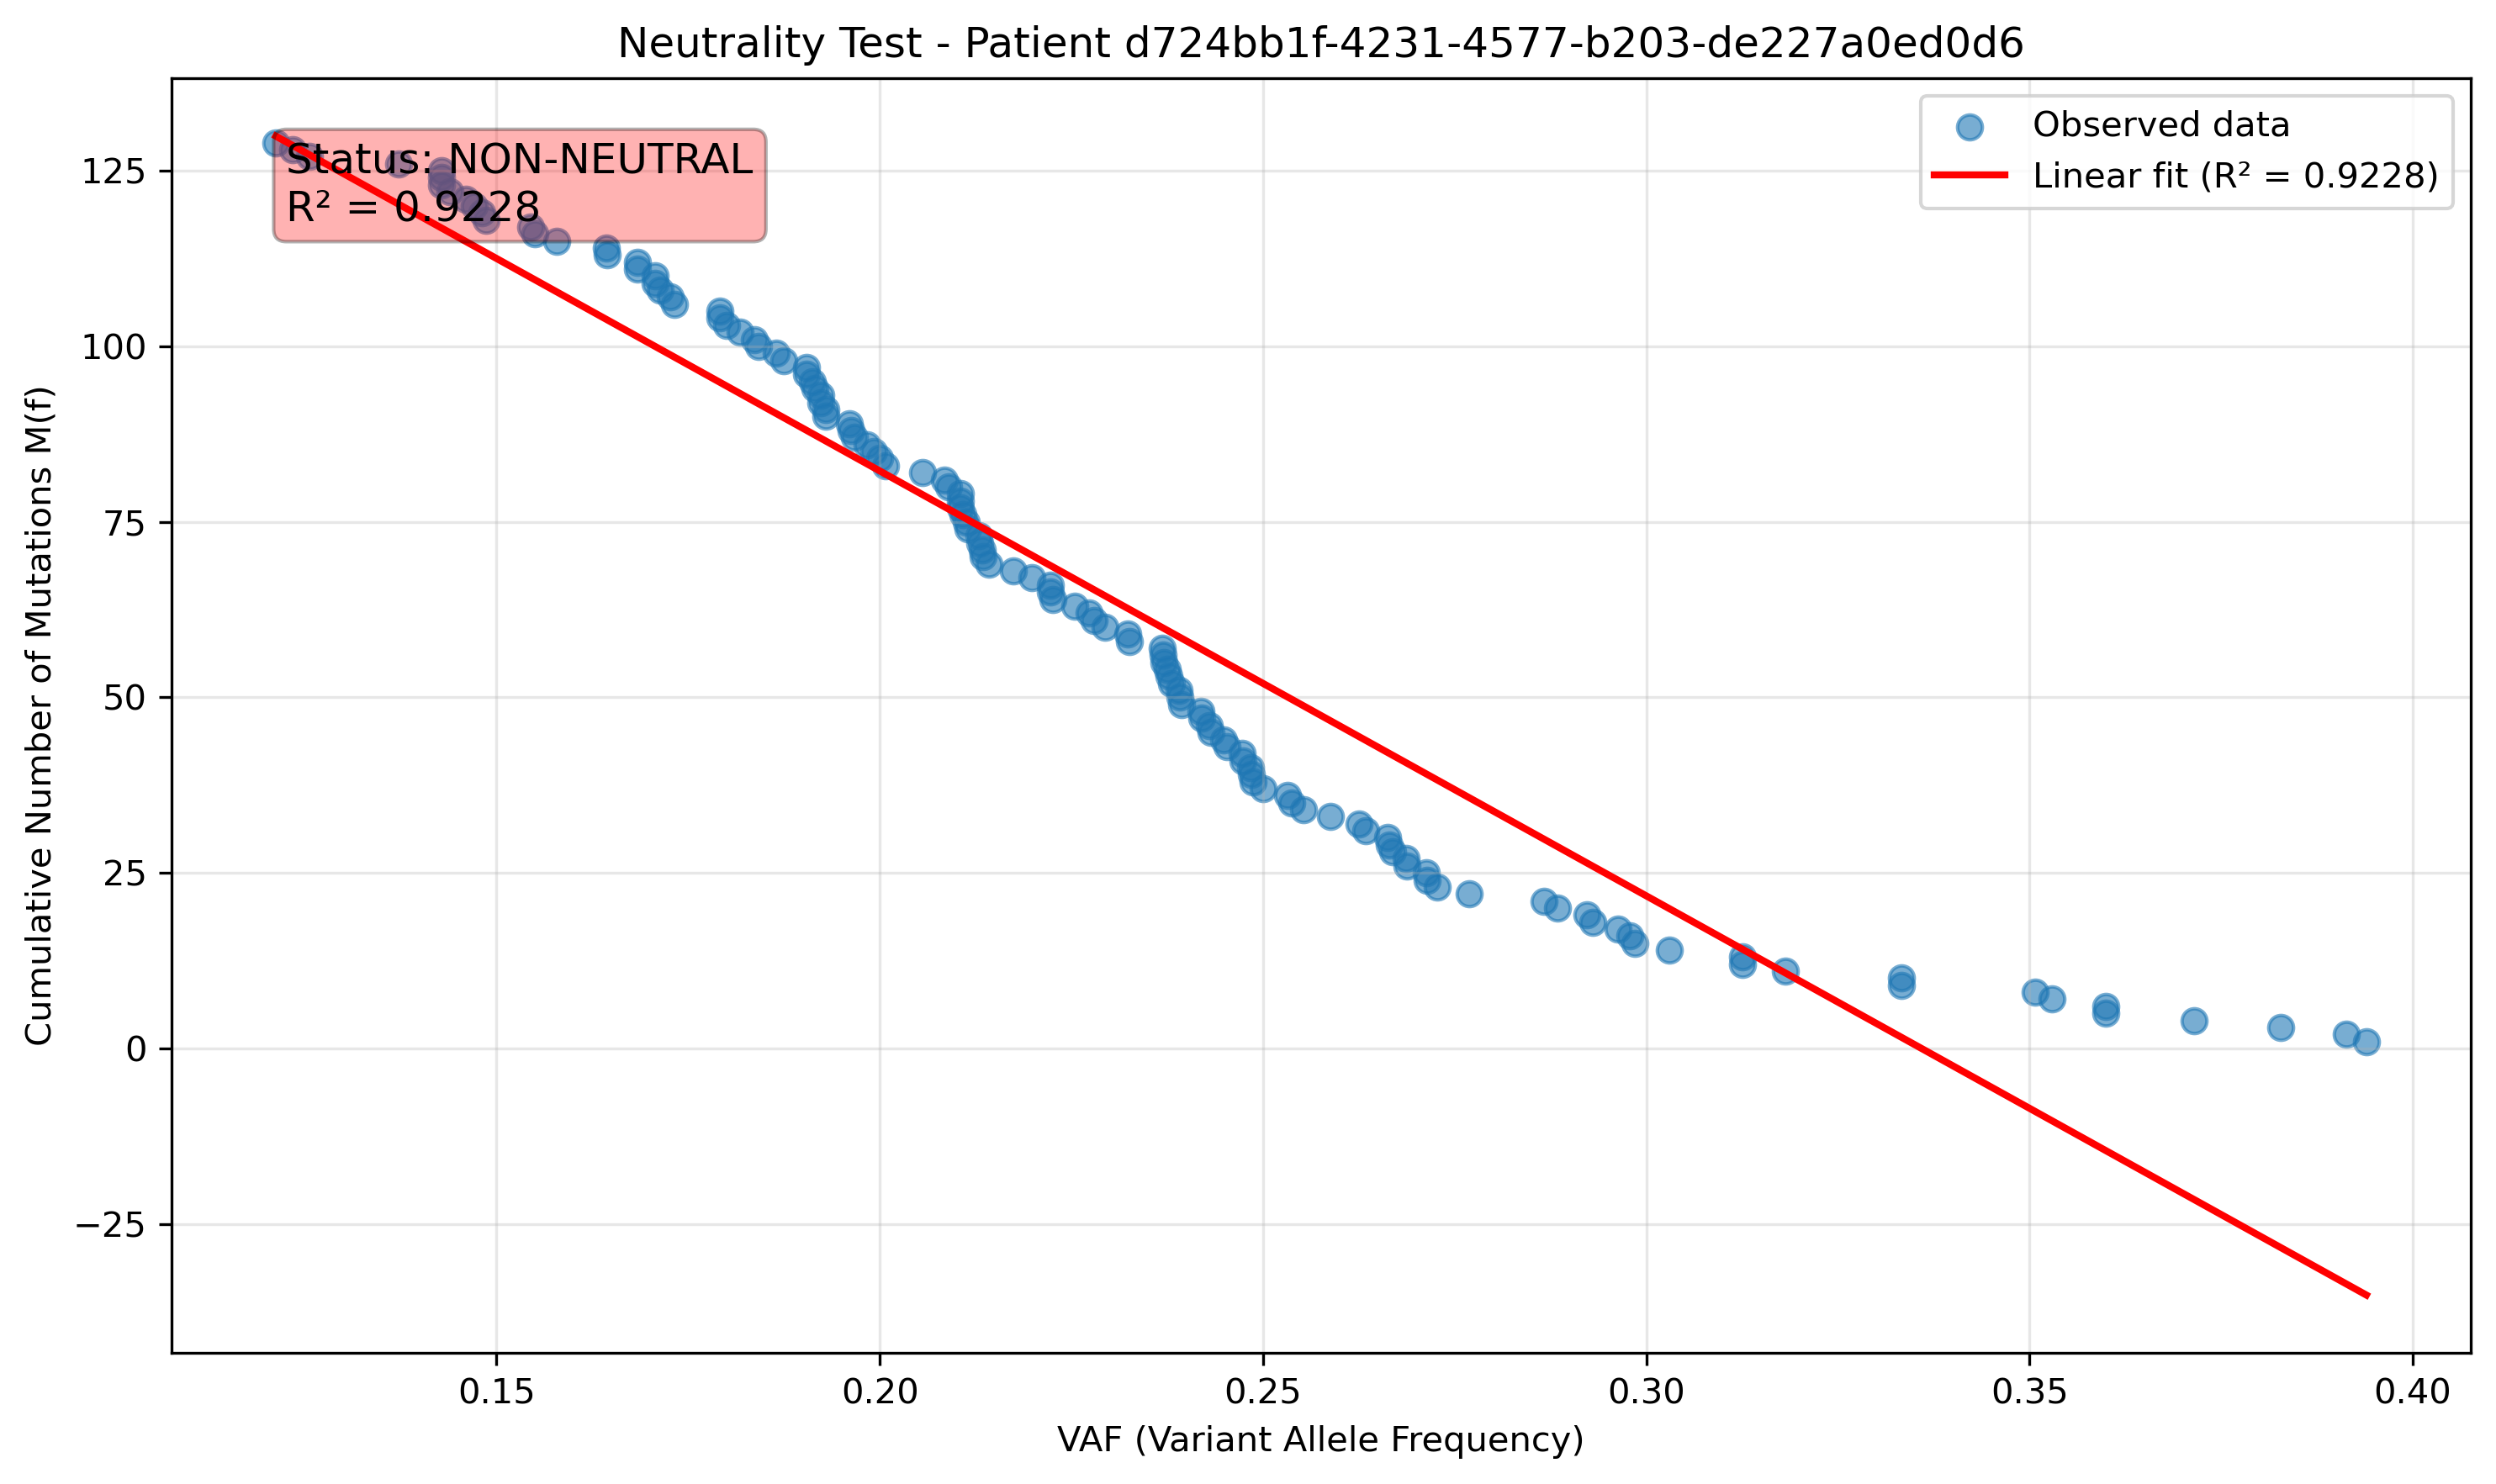 Neutrality Test - Patient d724bb1f-4231-4577-b203-de227a0ed0d6
Observed data
Linear fit (R² = 0.9228)
Status: NON-NEUTRAL
R² = 0.9228
Cumulative Number of Mutations M(f)
125
100
75
50
25
0
−25
0.15
0.20
0.25
0.30
0.35
0.40
VAF (Variant Allele Frequency)